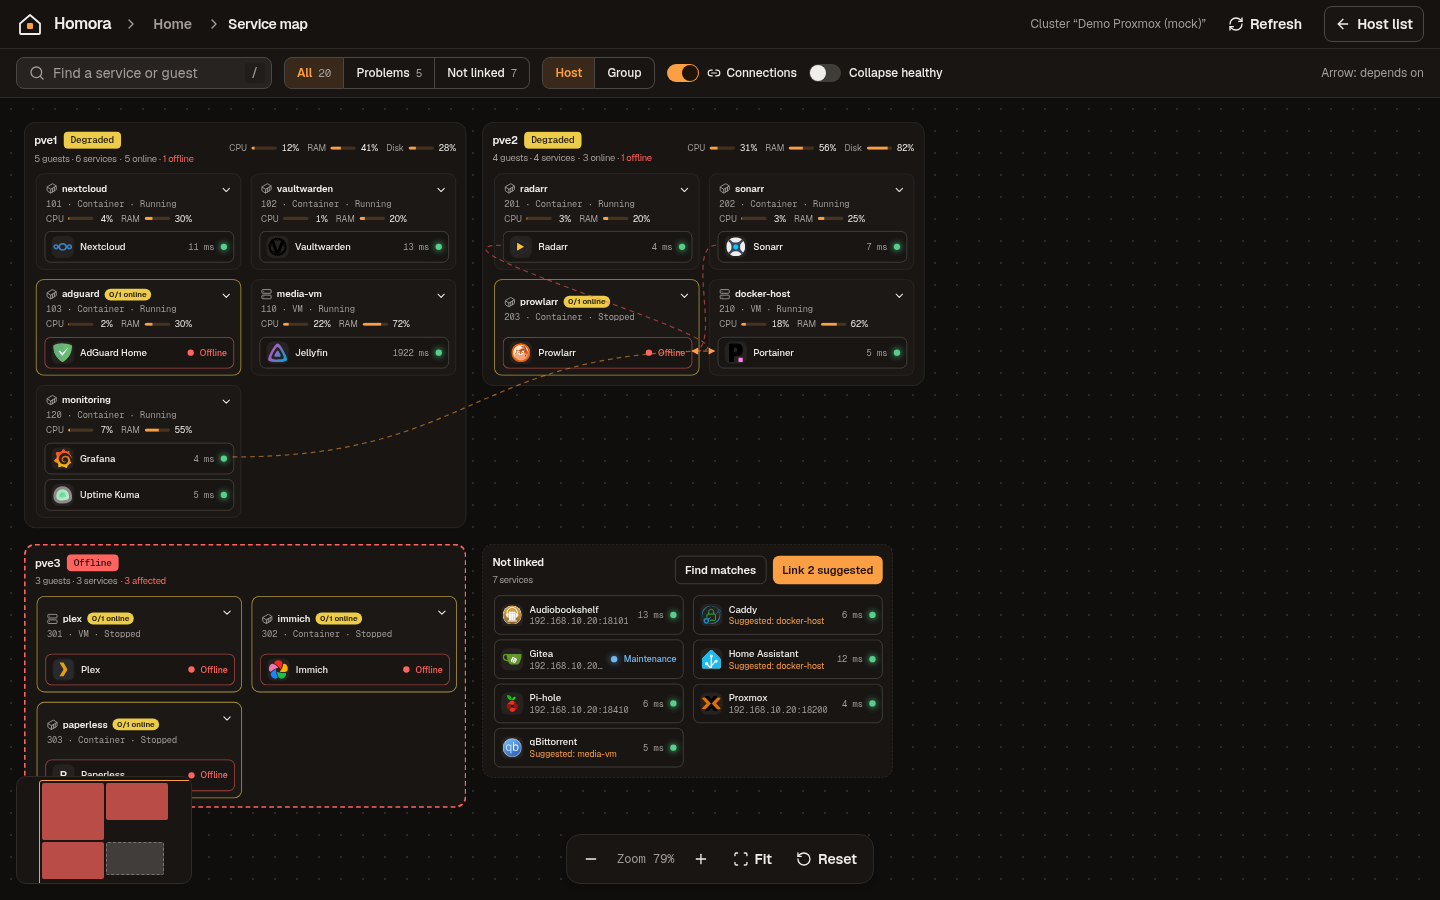 Homora > Home > Service map
Cluster “Demo Proxmox (mock)” Refresh Host list
Find a service or guest /
All 20 Problems 5 Not linked 7
Host Group
Connections Collapse healthy
Arrow: depends on
pve1 Degraded
5 guests · 6 services · 5 online · 1 offline
CPU 12% RAM 41% Disk 28%
nextcloud
101 · Container · Running
CPU 4% RAM 30%
Nextcloud 11 ms
vaultwarden
102 · Container · Running
CPU 1% RAM 20%
Vaultwarden 13 ms
adguard 0/1 online
103 · Container · Running
CPU 2% RAM 30%
AdGuard Home Offline
media-vm
110 · VM · Running
CPU 22% RAM 72%
Jellyfin 1922 ms
monitoring
120 · Container · Running
CPU 7% RAM 55%
Grafana 4 ms
Uptime Kuma 5 ms
pve2 Degraded
4 guests · 4 services · 3 online · 1 offline
CPU 31% RAM 56% Disk 82%
radarr
201 · Container · Running
CPU 3% RAM 20%
Radarr 4 ms
sonarr
202 · Container · Running
CPU 3% RAM 25%
Sonarr 7 ms
prowlarr 0/1 online
203 · Container · Stopped
Prowlarr Offline
docker-host
210 · VM · Running
CPU 18% RAM 62%
Portainer 5 ms
pve3 Offline
3 guests · 3 services · 3 affected
plex 0/1 online
301 · VM · Stopped
Plex Offline
immich 0/1 online
302 · Container · Stopped
Immich Offline
paperless 0/1 online
303 · Container · Stopped
Paperless Offline
Not linked
7 services
Find matches Link 2 suggested
Audiobookshelf
192.168.10.20:18101 13 ms
Caddy
Suggested: docker-host 6 ms
Gitea
192.168.10.20... Maintenance
Home Assistant
Suggested: docker-host 12 ms
Pi-hole
192.168.10.20:18410 6 ms
Proxmox
192.168.10.20:18200 4 ms
qBittorrent
Suggested: media-vm 5 ms
Zoom 79% Fit Reset